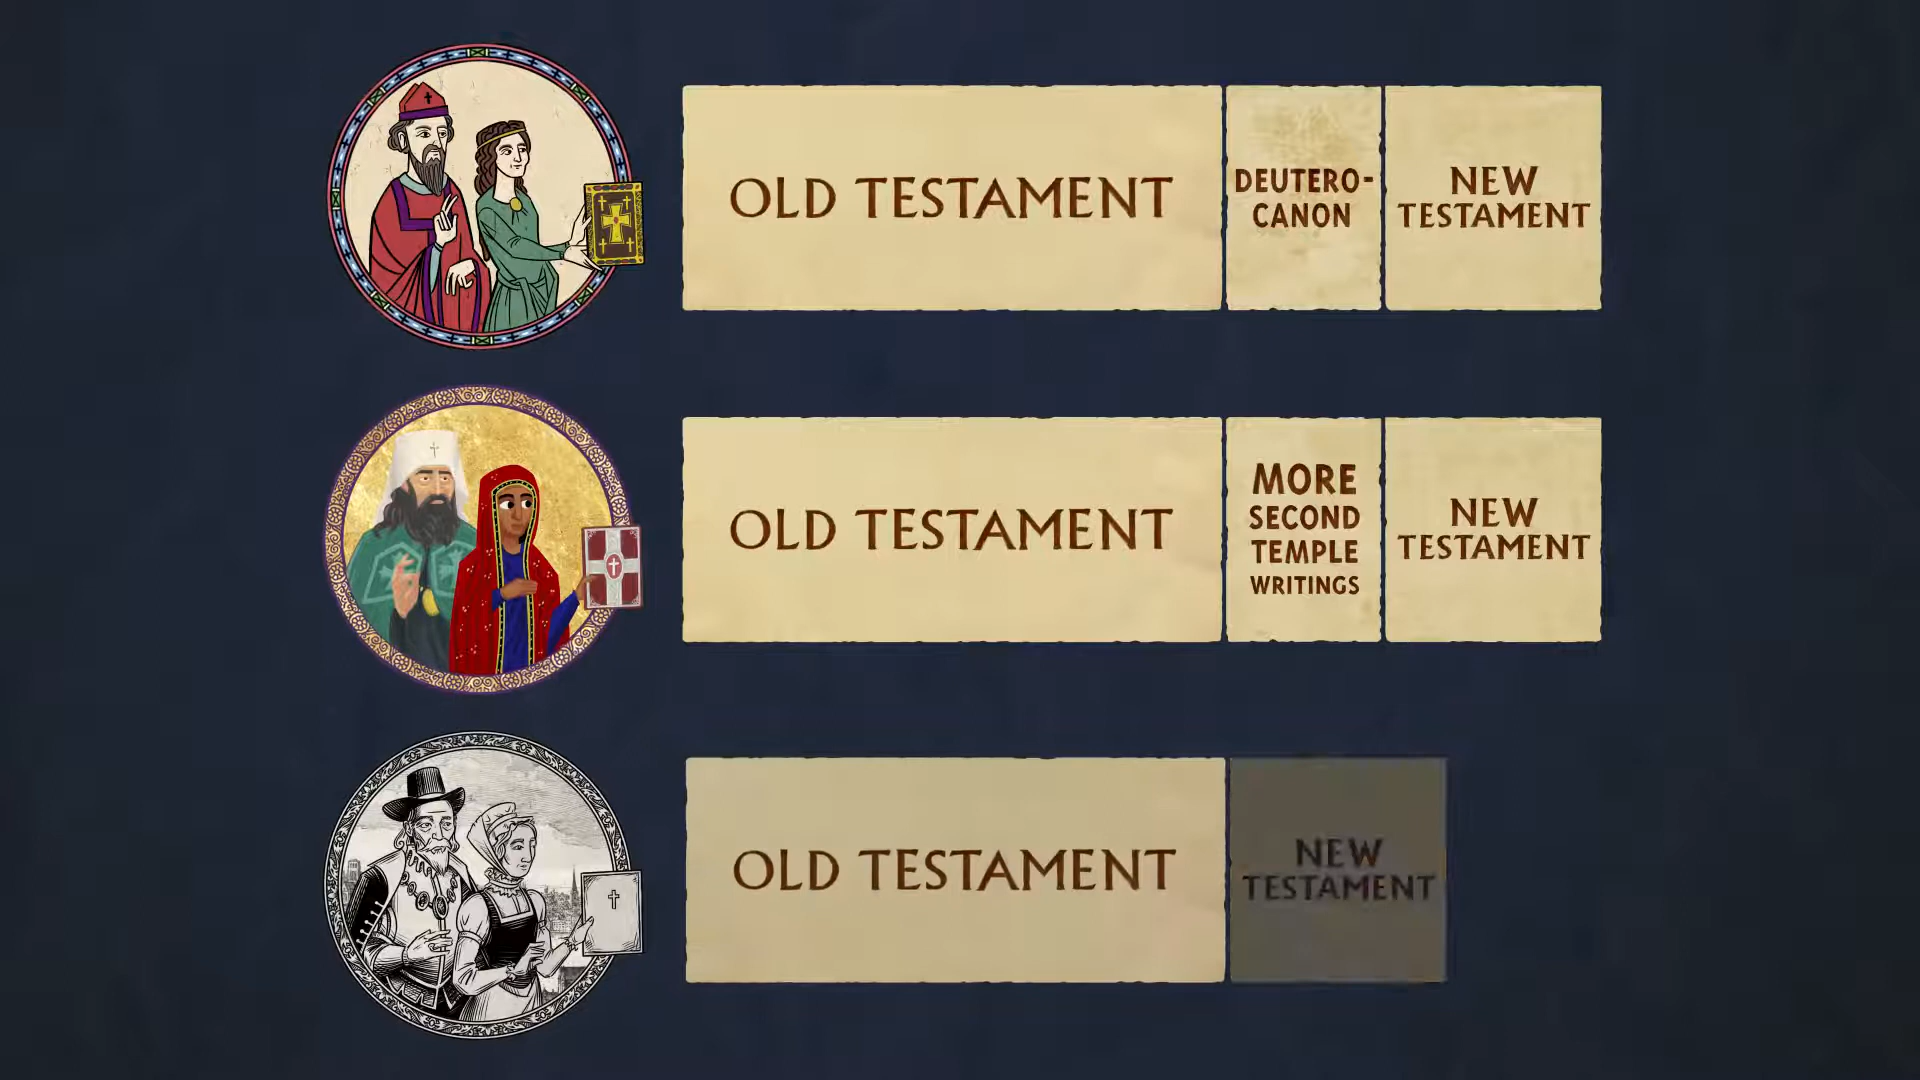 OLD TESTAMENT
DEUTERO-
CANON
NEW
TESTAMENT
OLD TESTAMENT
MORE
SECOND
TEMPLE
WRITINGS
NEW
TESTAMENT
OLD TESTAMENT
NEW
TESTAMENT